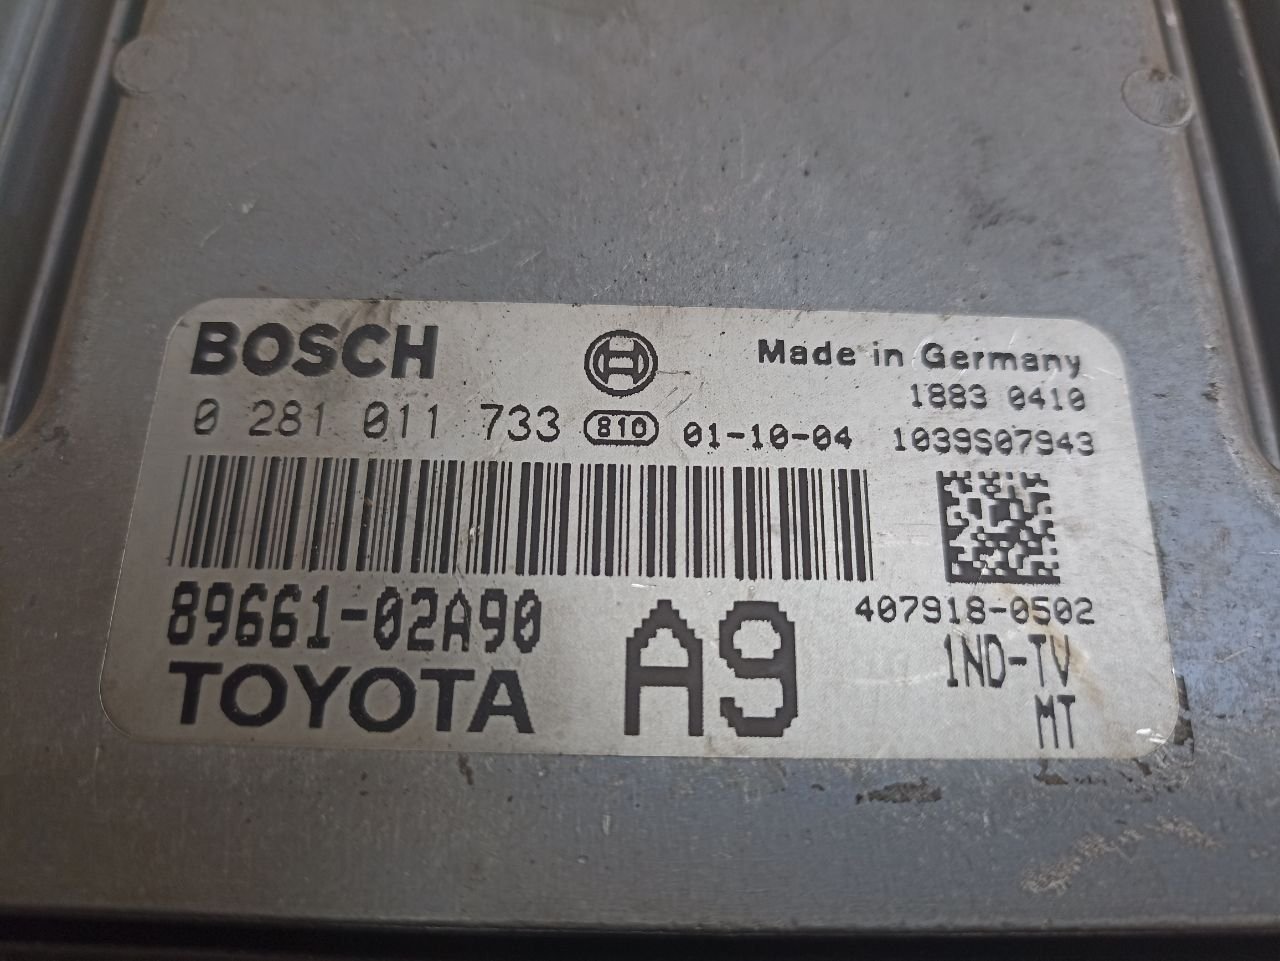 BOSCH
Made in Germany
1883 0410
0 281 011 733 810 01-10-04 1039S07943
89661-02A90
A9
407918-0502
TOYOTA
1ND-TV
MT